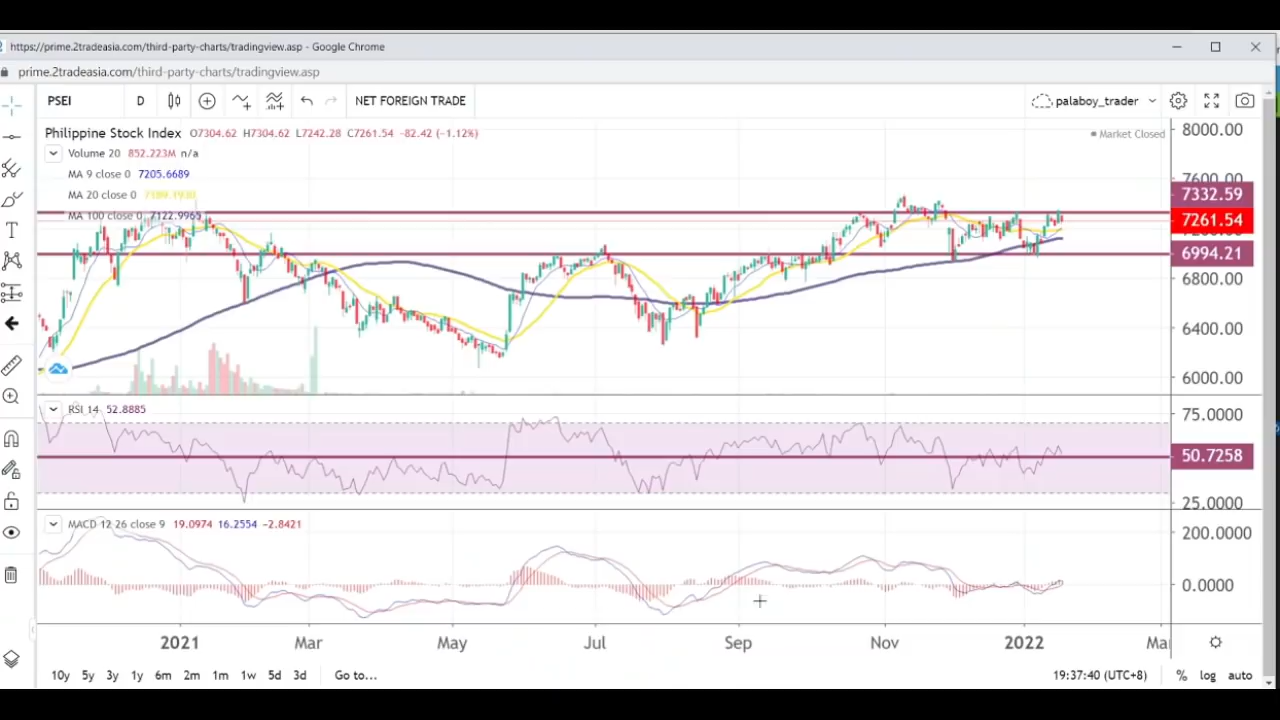 https://prime.2tradeasia.com/third-party-charts/tradingview.asp - Google Chrome
prime.2tradeasia.com/third-party-charts/tradingview.asp
PSEI D NET FOREIGN TRADE palaboy_trader
Philippine Stock Index O7304.62 H7304.62 L7242.28 C7261.54 -82.42 (-1.12%) Market Closed
Volume 20 852.223M n/a
MA 9 close 0 7205.6689
MA 20 close 0
MA 100 close 0 7122.9965
8000.00
7600.00
7332.59
7261.54
6994.21
6800.00
6400.00
6000.00
RSI 14 52.8885
75.0000
50.7258
25.0000
MACD 12 26 close 9 19.0974 16.2554 -2.8421
200.0000
0.0000
2021 Mar May Jul Sep Nov 2022
10y 5y 3y 1y 6m 2m 1m 1w 5d 3d Go to... 19:37:40 (UTC+8) % log auto
T